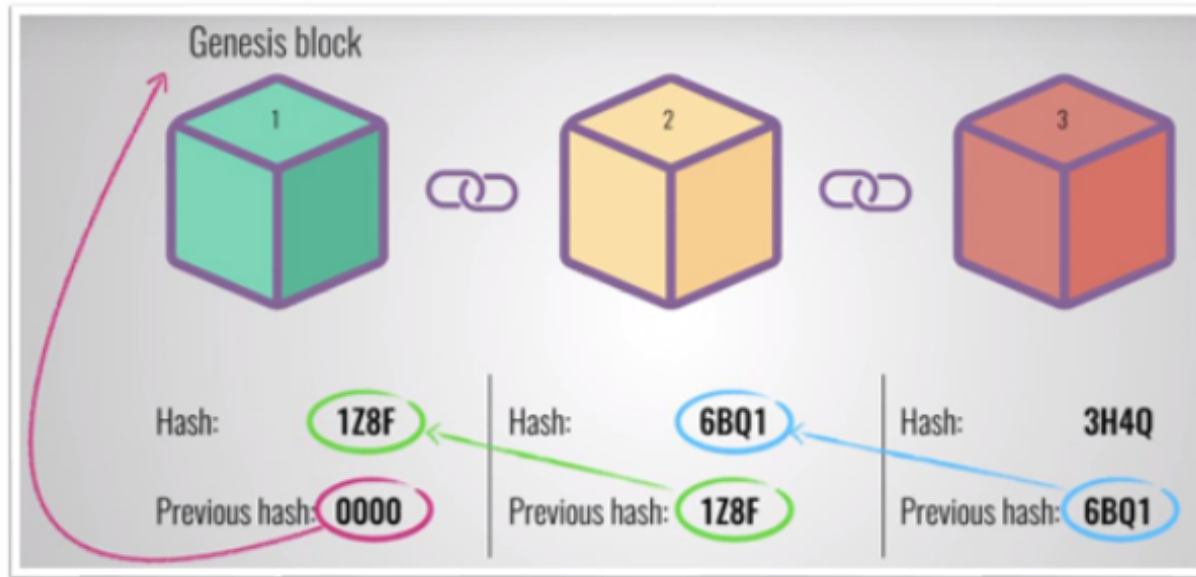 Genesis block
1 2 3
Hash: 1Z8F Hash: 6BQ1 Hash: 3H4Q
Previous hash: 0000 Previous hash: 1Z8F Previous hash: 6BQ1